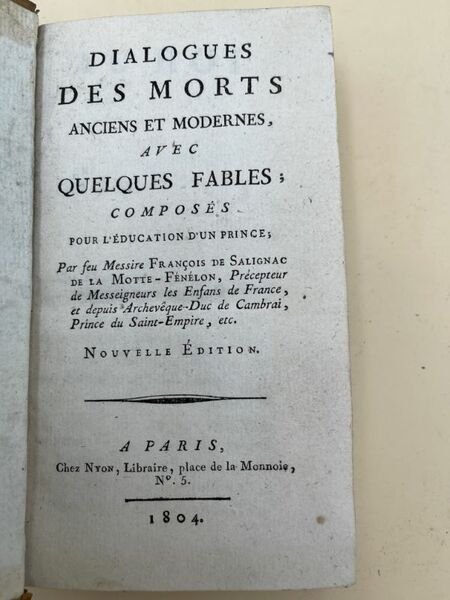 DIALOGUES
DES MORTS
ANCIENS ET MODERNES,
AVEC
QUELQUES FABLES;
COMPOSÉS
POUR L'ÉDUCATION D'UN PRINCE;
Par feu Messire FRANÇOIS DE SALIGNAC
DE LA MOTTE-FÉNÉLON, Précepteur
de Messeigneurs les Enfans de France,
et depuis Archevêque-Duc de Cambrai,
Prince du Saint-Empire, etc.
NOUVELLE ÉDITION.
A PARIS,
Chez NYON, Libraire, place de la Monnoie,
N°. 5.
1804.